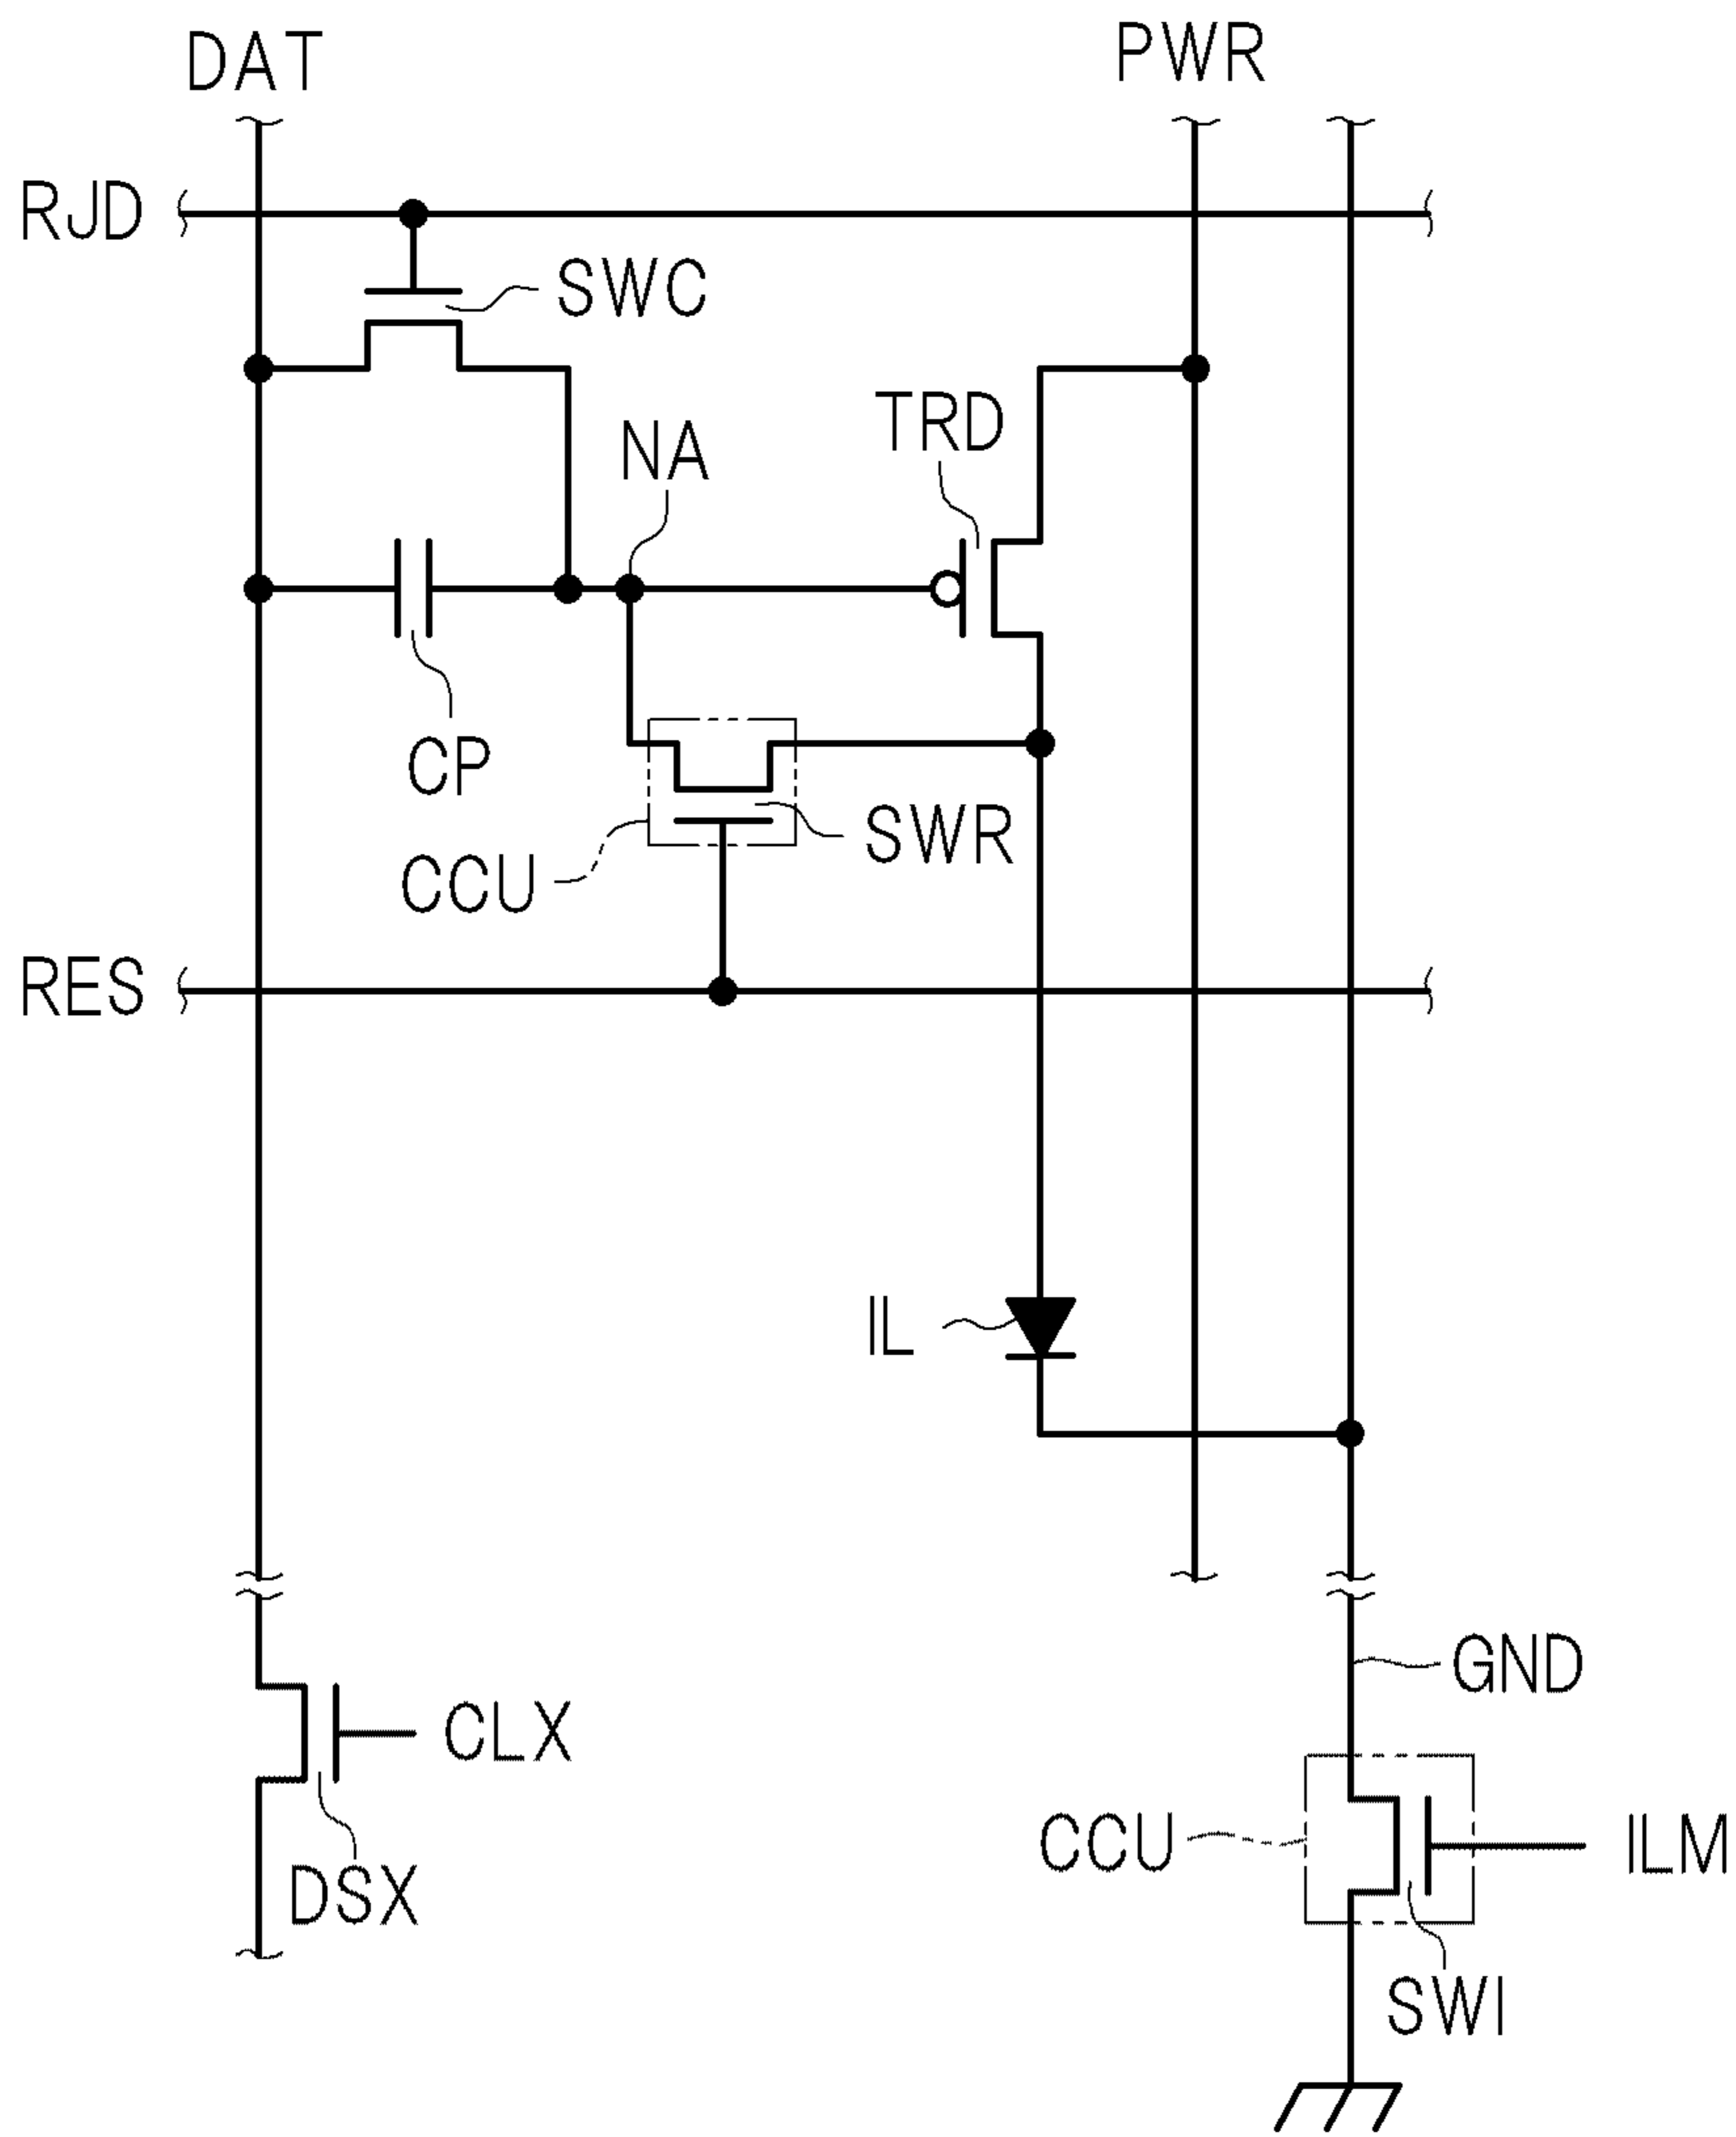 DAT
PWR
RJD
SWC
TRD
NA
CP
SWR
CCU
RES
IL
GND
CLX
CCU
ILM
DSX
SWI